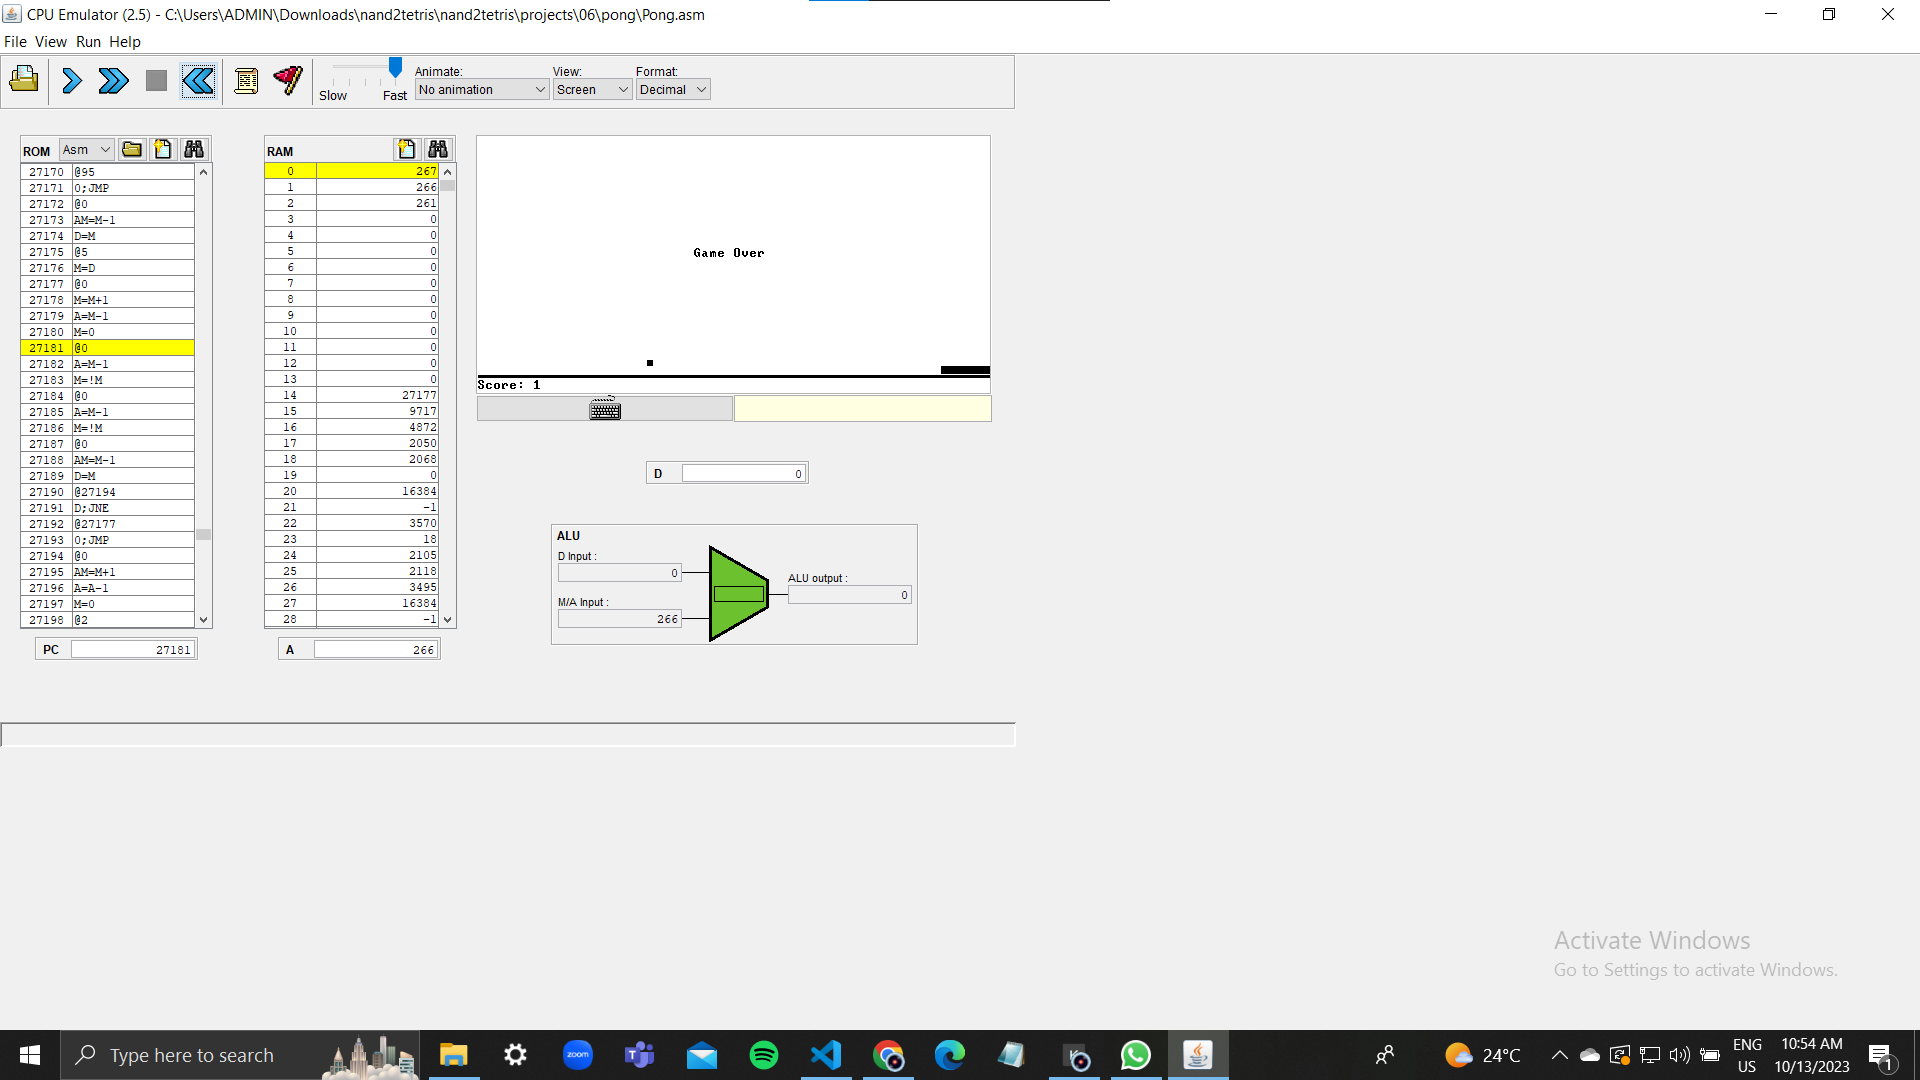 CPU Emulator (2.5) - C:\Users\ADMIN\Downloads\nand2tetris\nand2tetris\projects\06\pong\Pong.asm
File View Run Help
Slow Fast
Animate: View: Format:
No animation Screen Decimal
ROM Asm
27170 @95
27171 0;JMP
27172 @0
27173 AM=M-1
27174 D=M
27175 @5
27176 M=D
27177 @0
27178 M=M+1
27179 A=M-1
27180 M=0
27181 @0
27182 A=M-1
27183 M=!M
27184 @0
27185 A=M-1
27186 M=!M
27187 @0
27188 AM=M-1
27189 D=M
27190 @27194
27191 D;JNE
27192 @27177
27193 0;JMP
27194 @0
27195 AM=M+1
27196 A=A-1
27197 M=0
27198 @2
PC 27181
RAM
0 267
1 266
2 261
3 0
4 0
5 0
6 0
7 0
8 0
9 0
10 0
11 0
12 0
13 0
14 27177
15 9717
16 4872
17 2050
18 2068
19 0
20 16384
21 -1
22 3570
23 18
24 2105
25 2118
26 3495
27 16384
28 -1
A 266
Game Over
Score: 1
D 0
ALU
D Input :
0
M/A Input :
266
ALU output :
0
Activate Windows
Go to Settings to activate Windows.
Type here to search
zoom
24°C
ENG
US
10:54 AM
10/13/2023
1